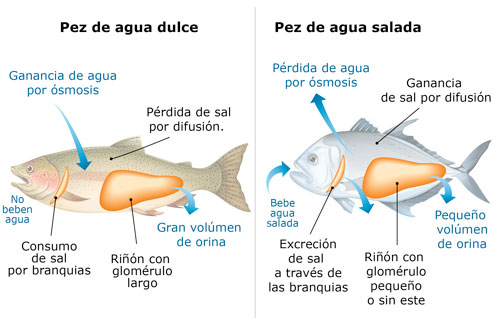 Pez de agua dulce
Ganancia de agua
por ósmosis
Pérdida de sal
por difusión.
No
beben
agua
Gran volúmen
de orina
Consumo
de sal
por branquias
Riñón con
glomérulo
largo
Pez de agua salada
Pérdida de agua
por ósmosis
Ganancia
de sal por difusión
Bebe
agua
salada
Pequeño
volúmen
de orina
Excreción
de sal
a través de
las branquias
Riñón con
glomérulo
pequeño
o sin este